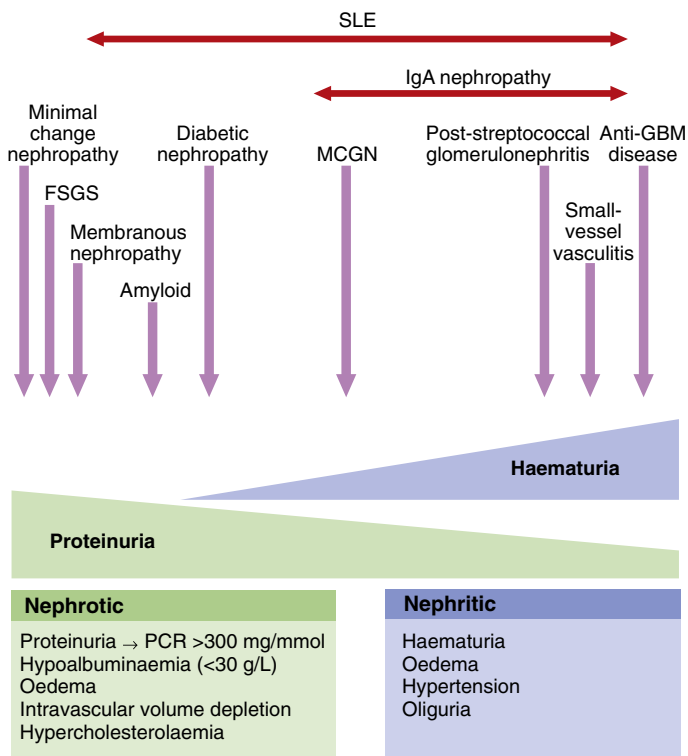 SLE
IgA nephropathy
Minimal
change
nephropathy
Diabetic
nephropathy
MCGN
Post-streptococcal
glomerulonephritis
Anti-GBM
disease
FSGS
Membranous
nephropathy
Amyloid
Small-
vessel
vasculitis
Haematuria
Proteinuria
Nephrotic
Proteinuria → PCR >300 mg/mmol
Hypoalbuminaemia (<30 g/L)
Oedema
Intravascular volume depletion
Hypercholesterolaemia
Nephritic
Haematuria
Oedema
Hypertension
Oliguria